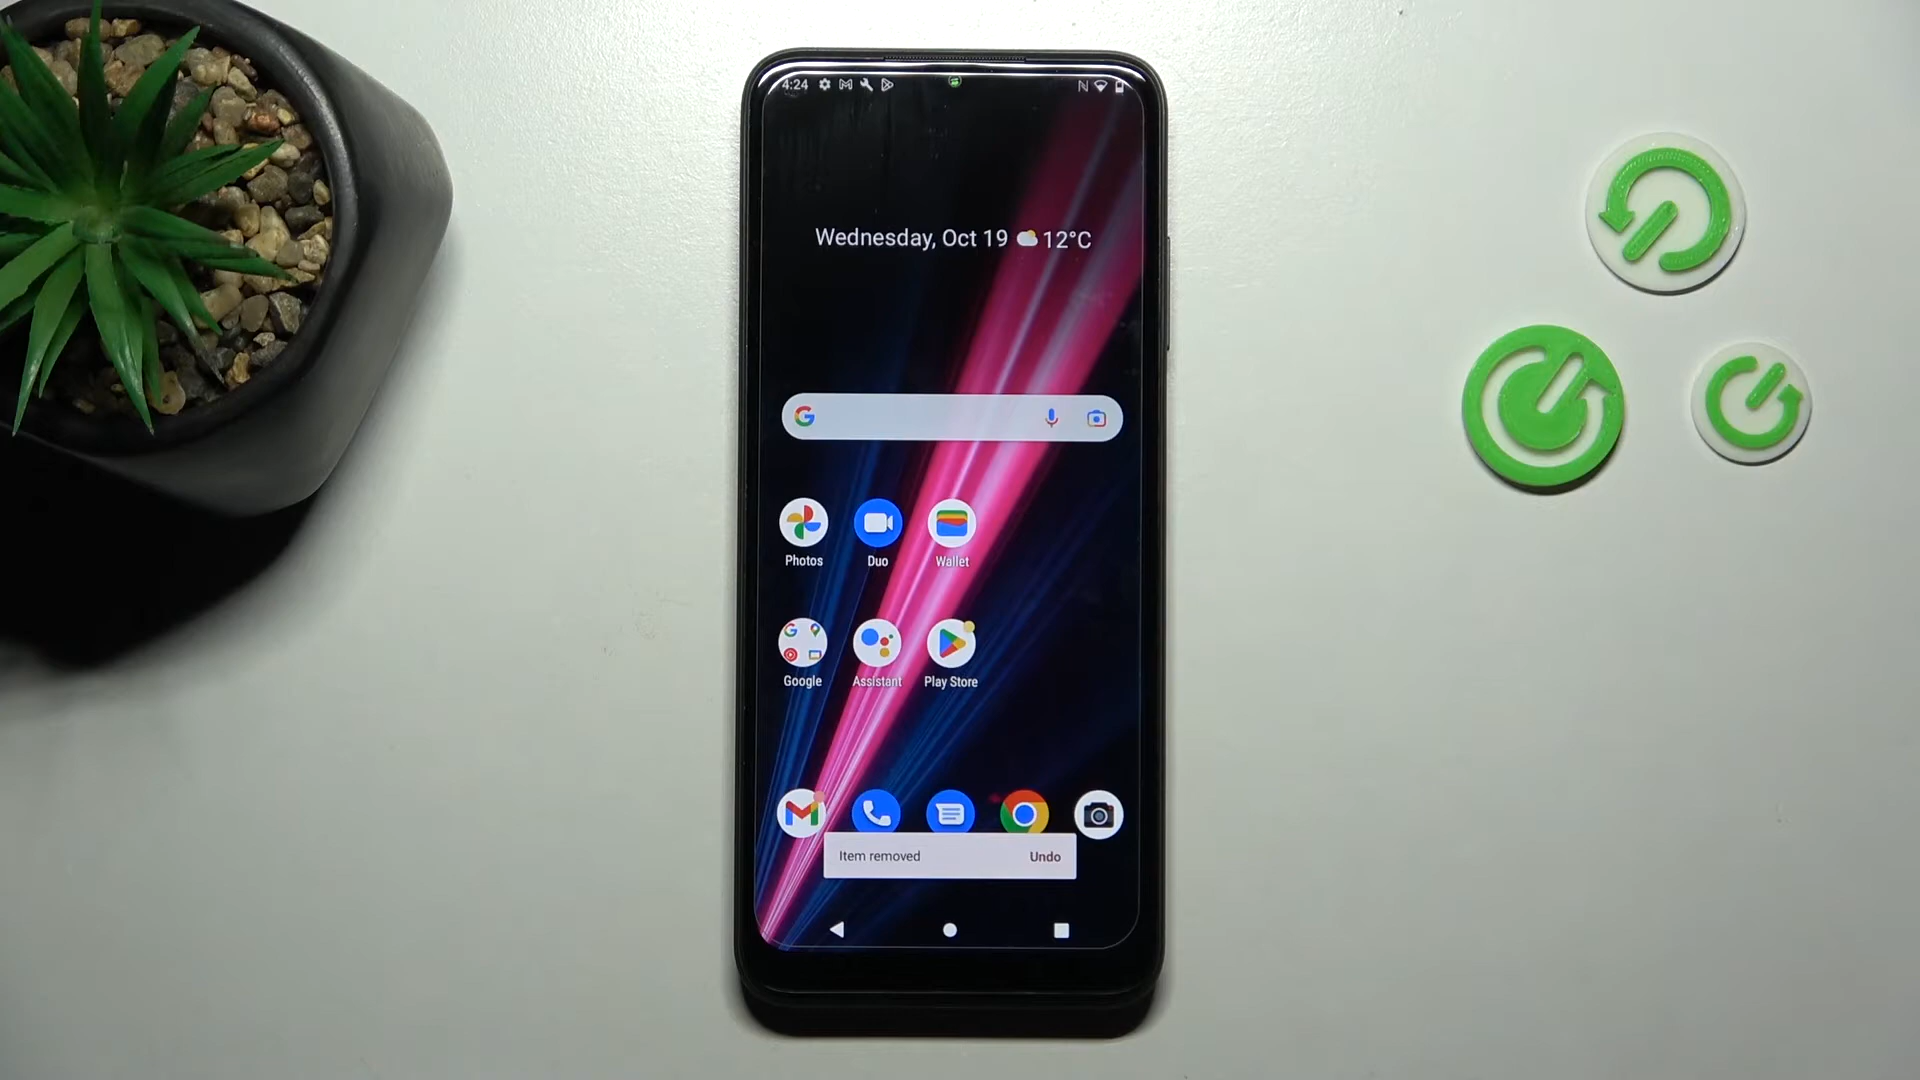 4:24
Wednesday, Oct 19 12°C
Photos Duo Wallet
Google Assistant Play Store
Item removed Undo